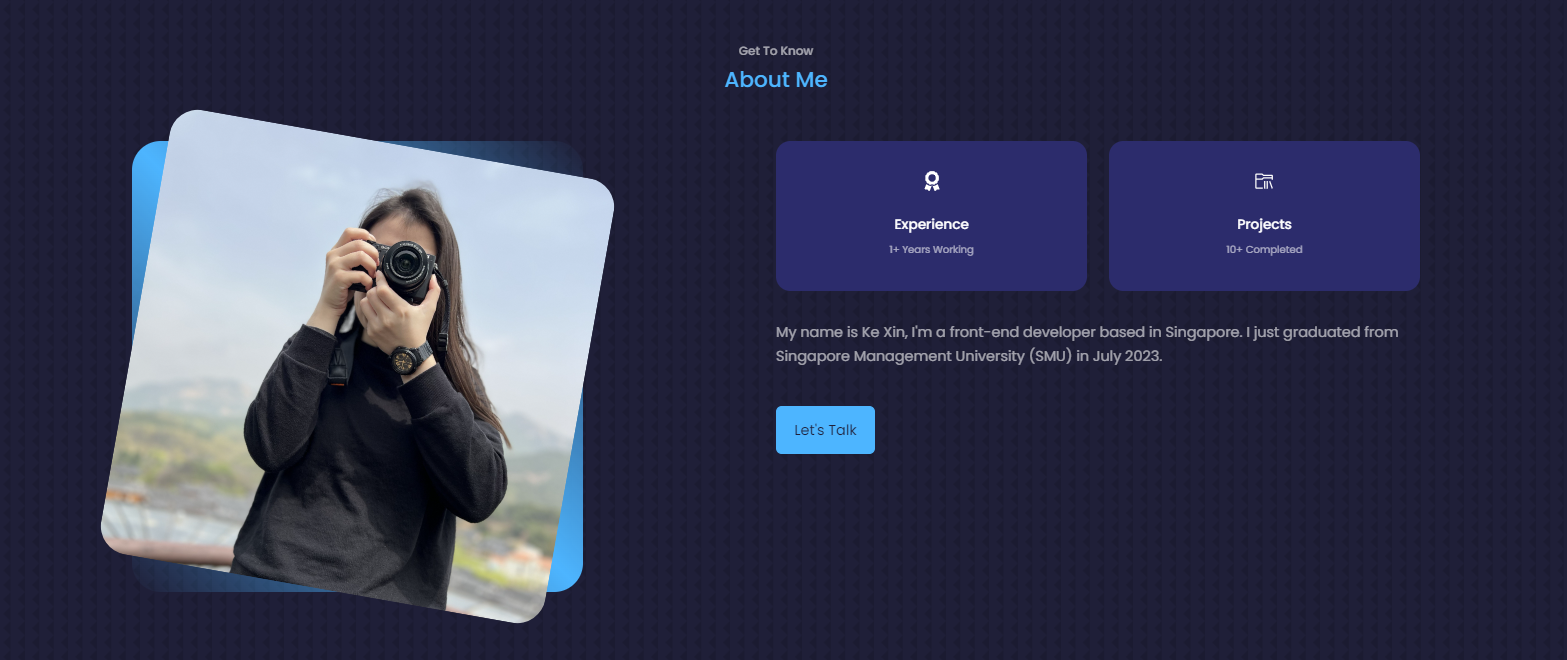 Get To Know
About Me
Experience
1+ Years Working
Projects
10+ Completed
My name is Ke Xin, I'm a front-end developer based in Singapore. I just graduated from
Singapore Management University (SMU) in July 2023.
Let's Talk